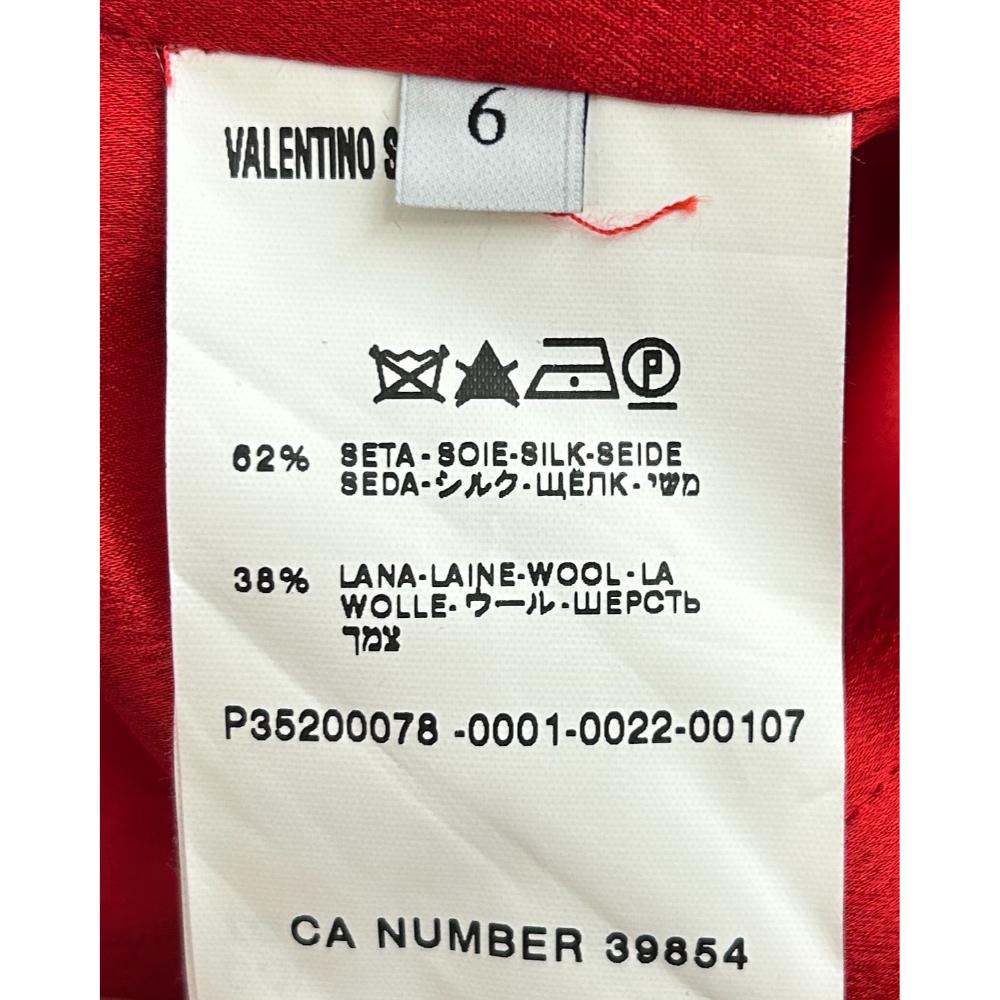 6
VALENTINO S
P
62% SETA-SOIE-SILK-SEIDE
SEDA-シルク-ЩЁЛК-משי
38% LANA-LAINE-WOOL-LA
WOLLE-ウール-ШЕРСТЬ
צמר
P35200078 -0001-0022-00107
CA NUMBER 39854